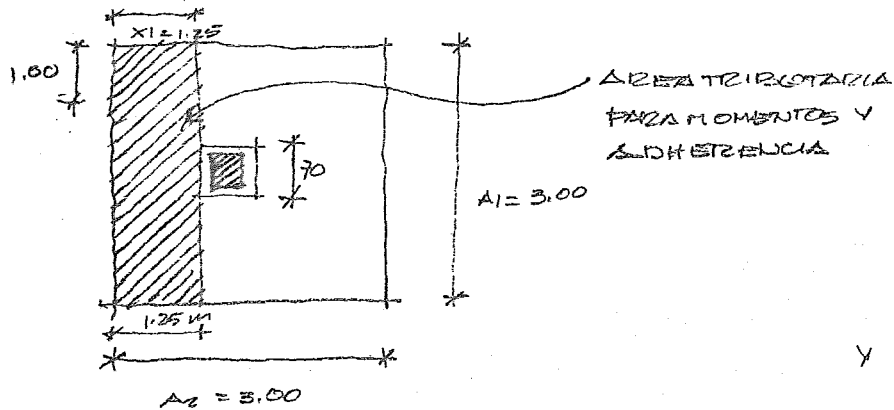 X1 = 1.25
1.00
AREA TRIBUTARIA
PARA MOMENTOS Y
ADHERENCIA
70
A1 = 3.00
1.25 m
Y
A2 = 3.00